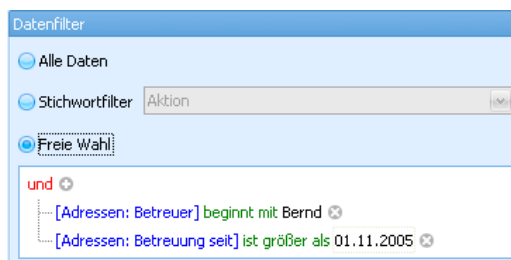 Datenfilter
Alle Daten
Stichwortfilter Aktion
Freie Wahl
und
[Adressen: Betreuer] beginnt mit Bernd
[Adressen: Betreuung seit] ist größer als 01.11.2005